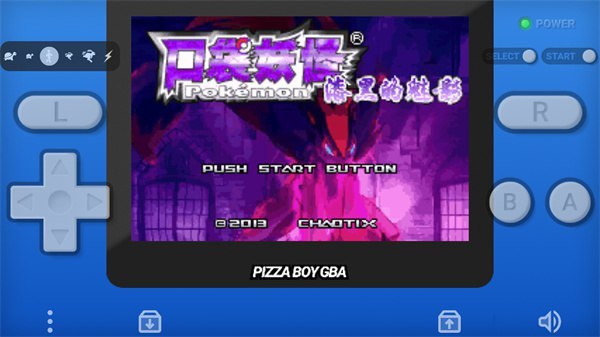 POWER
口袋妖怪®
Pokémon
漆黑的魅影
SELECT
START
L
R
PUSH START BUTTON
B
A
©2013 CHAOTIX
PIZZA BOY GBA